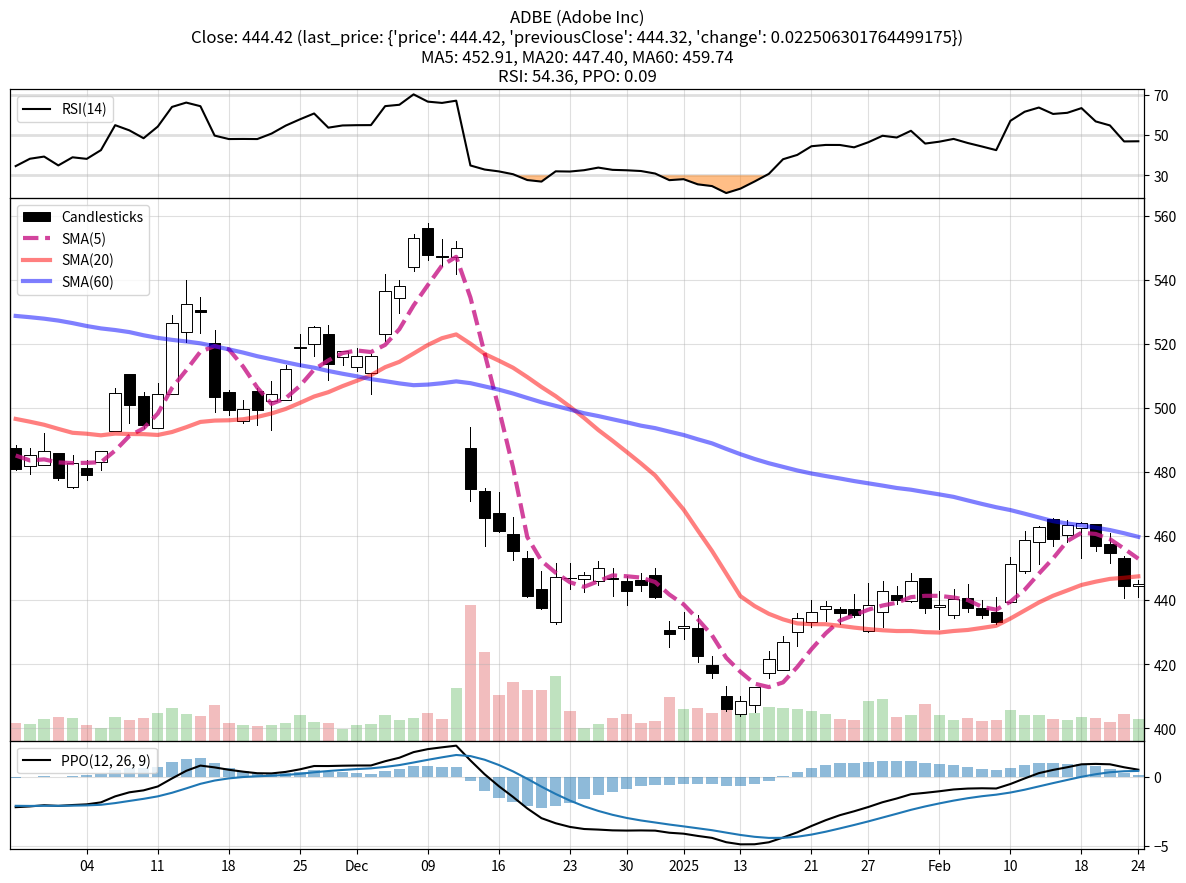 ADBE (Adobe Inc)
Close: 444.42 (last_price: {'price': 444.42, 'previousClose': 444.32, 'change': 0.022506301764499175})
MA5: 452.91, MA20: 447.40, MA60: 459.74
RSI: 54.36, PPO: 0.09
RSI(14)
70
50
30
Candlesticks
SMA(5)
SMA(20)
SMA(60)
560
540
520
500
480
460
440
420
400
PPO(12, 26, 9)
0
−5
04 11 18 25 Dec 09 16 23 30 2025 13 21 27 Feb 10 18 24